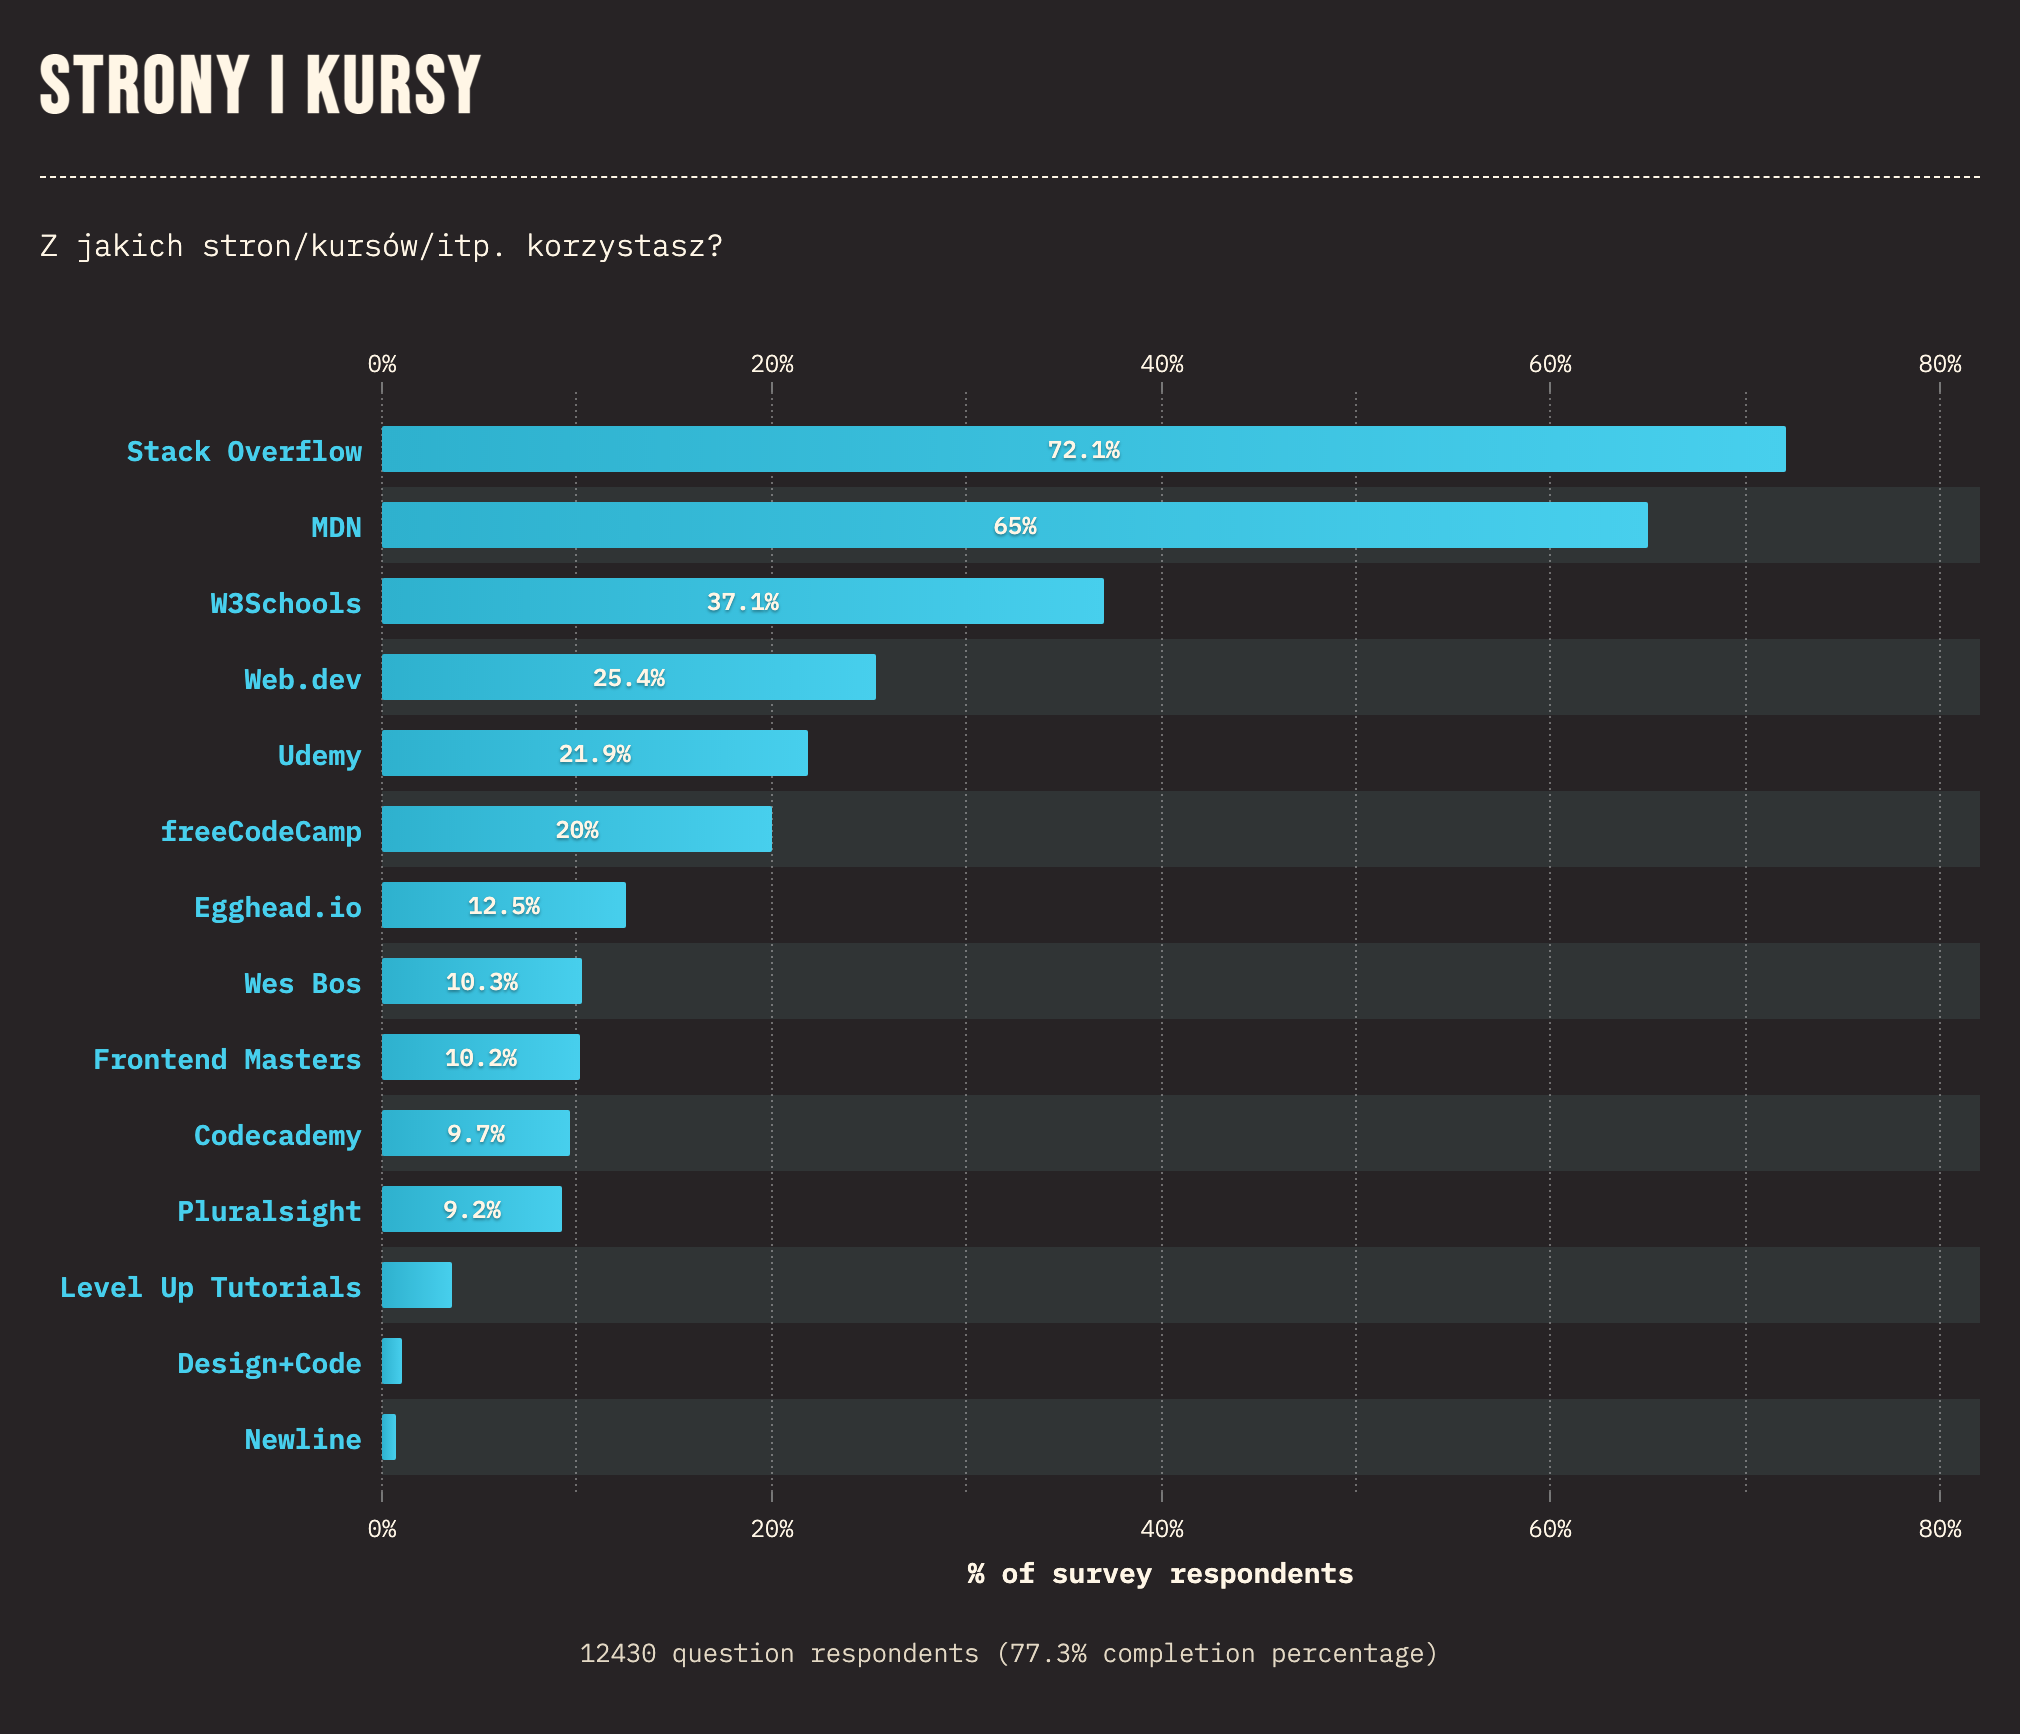 STRONY I KURSY
Z jakich stron/kursów/itp. korzystasz?
0% 20% 40% 60% 80%
Stack Overflow 72.1%
MDN 65%
W3Schools 37.1%
Web.dev 25.4%
Udemy 21.9%
freeCodeCamp 20%
Egghead.io 12.5%
Wes Bos 10.3%
Frontend Masters 10.2%
Codecademy 9.7%
Pluralsight 9.2%
Level Up Tutorials
Design+Code
Newline
0% 20% 40% 60% 80%
% of survey respondents
12430 question respondents (77.3% completion percentage)